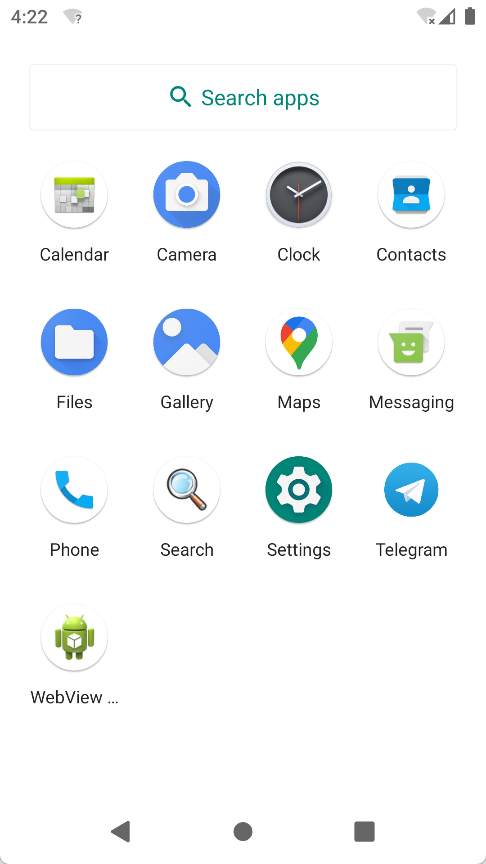 4:22
Search apps
Calendar Camera Clock Contacts
Files Gallery Maps Messaging
Phone Search Settings Telegram
WebView ...